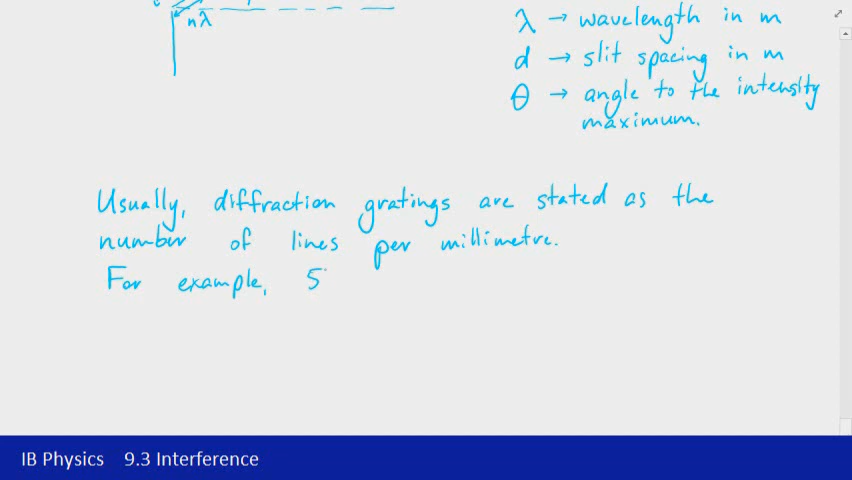 nλ
λ → wavelength in m
d → slit spacing in m
θ → angle to the intensity
maximum.
Usually, diffraction gratings are stated as the
number of lines per millimetre.
For example, 5
IB Physics 9.3 Interference